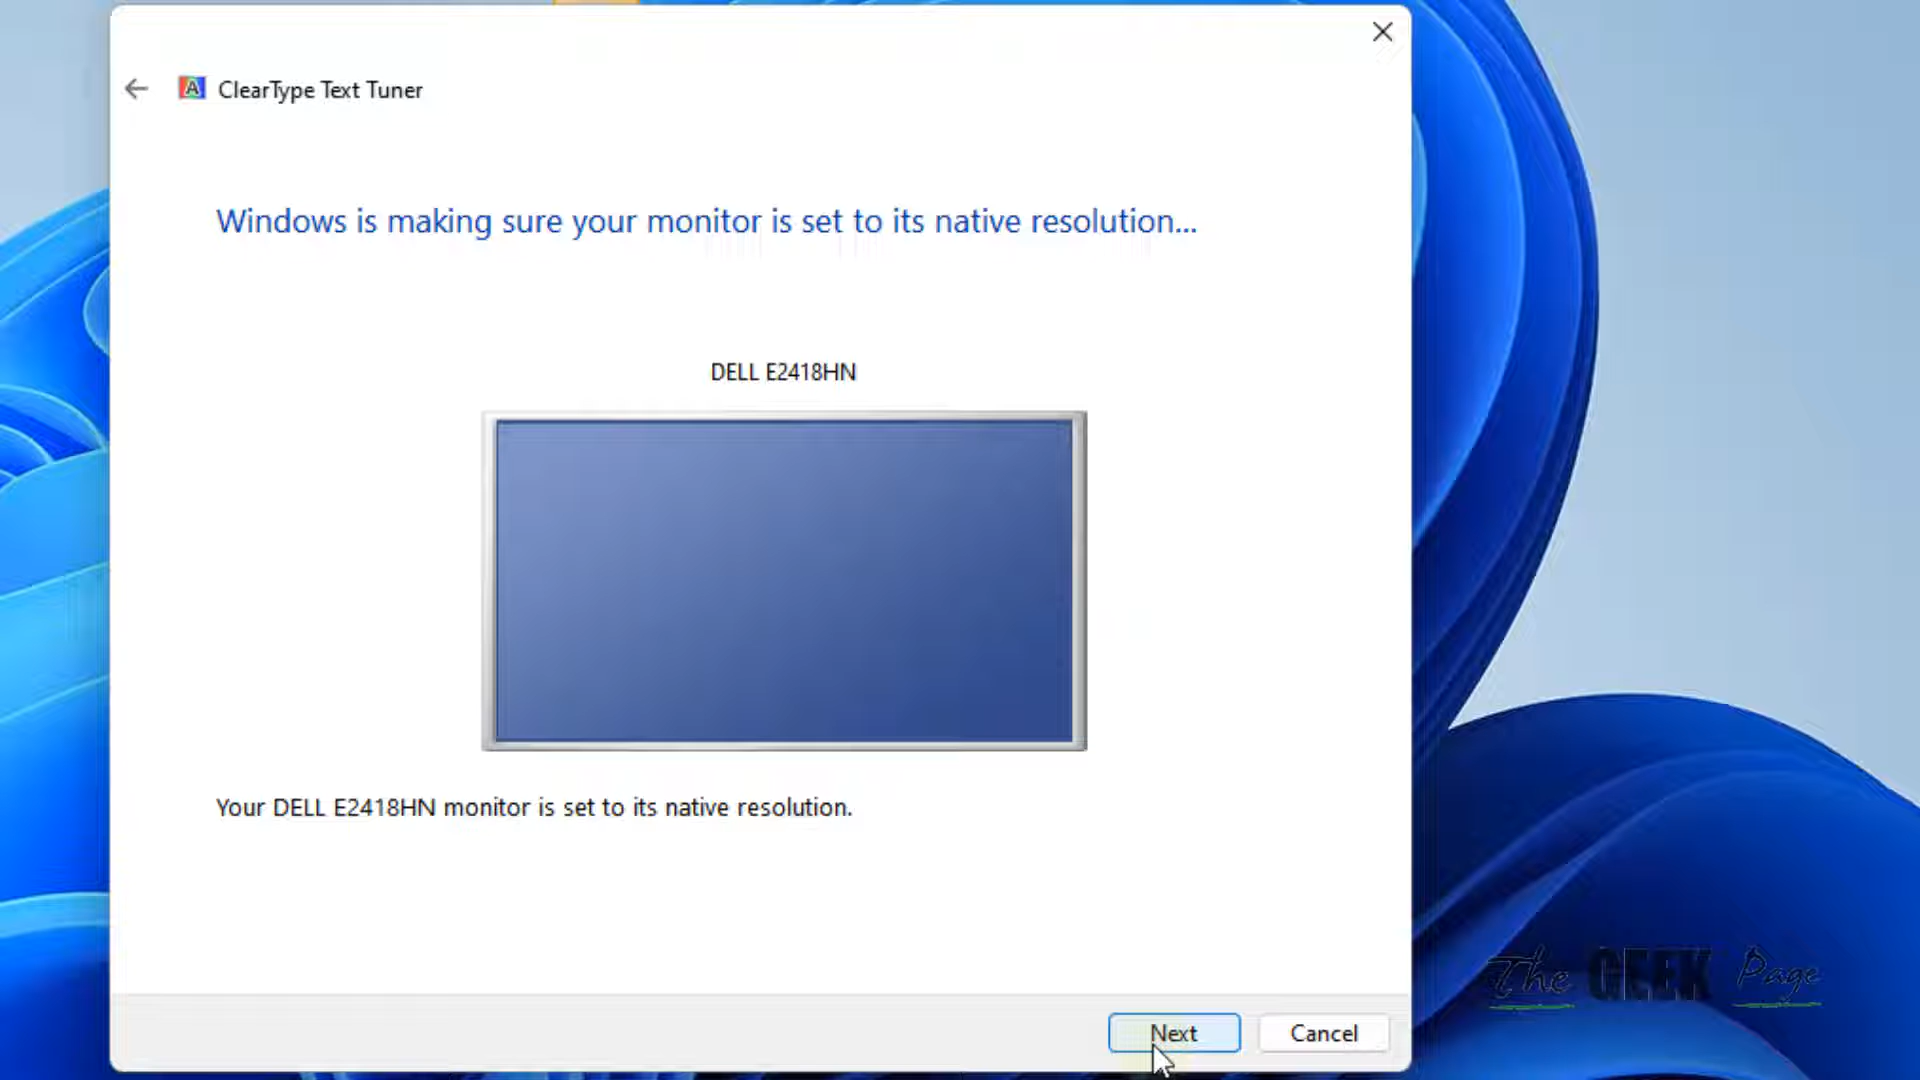 ClearType Text Tuner
Windows is making sure your monitor is set to its native resolution...
DELL E2418HN
Your DELL E2418HN monitor is set to its native resolution.
Next
Cancel
The GEEK Page